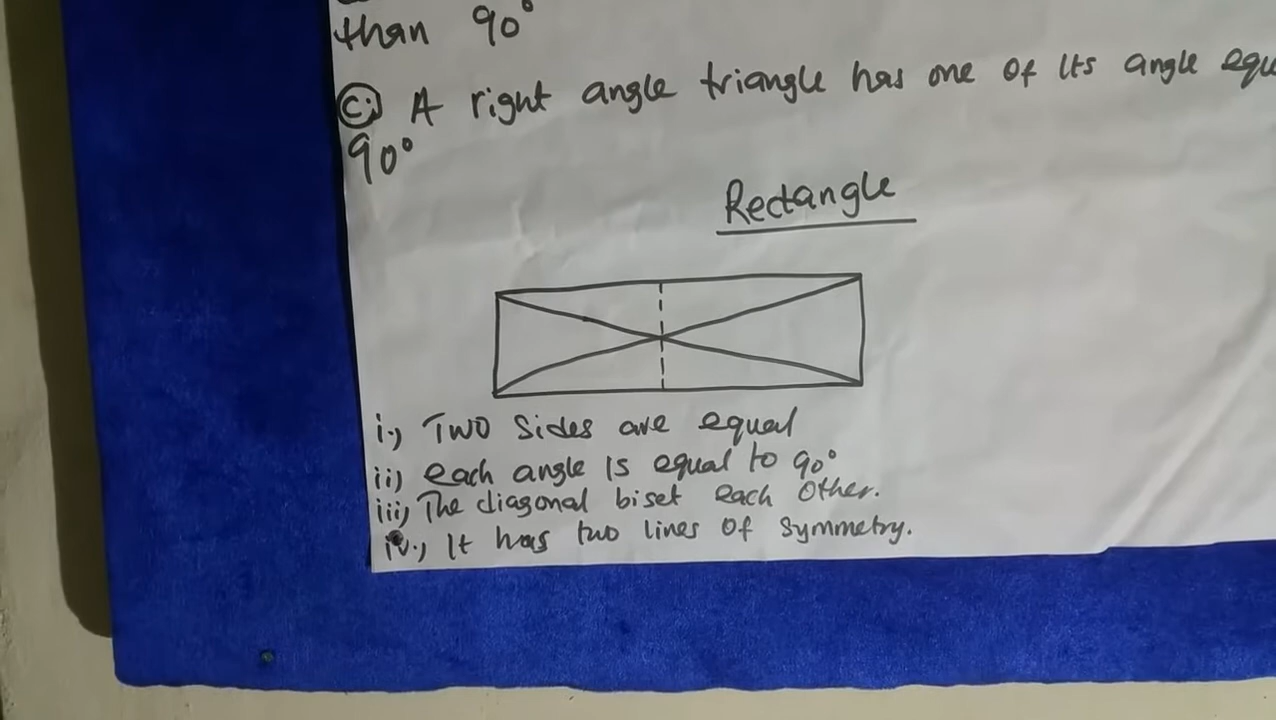 than 90°
(C.) A right angle triangle has one of its angle equ
90°
Rectangle
i.) Two sides are equal
ii) each angle is equal to 90°
iii) The diagonal biset each other.
iv.) It has two lines of symmetry.